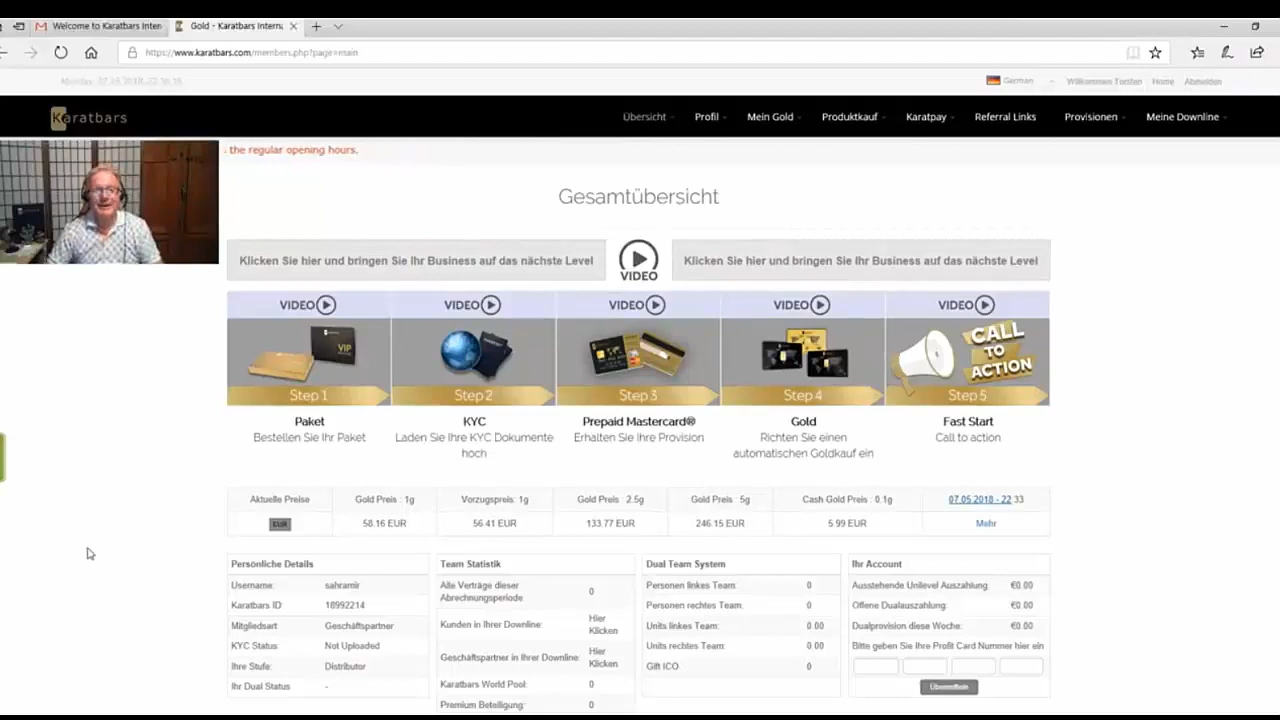 Welcome to Karatbars Inter
Gold - Karatbars Interna
https://www.karatbars.com/members.php?page=main
German
Willkommen Torsten
Home
Abmelden
Karatbars
Übersicht
Profil
Mein Gold
Produktkauf
Karatpay
Referral Links
Provisionen
Meine Downline
the regular opening hours.
Gesamtübersicht
Klicken Sie hier und bringen Sie Ihr Business auf das nächste Level
VIDEO
Klicken Sie hier und bringen Sie Ihr Business auf das nächste Level
VIDEO
VIDEO
VIDEO
VIDEO
VIDEO
VIP
CALL
TO
ACTION
Step 1
Step 2
Step 3
Step 4
Step 5
Paket
Bestellen Sie Ihr Paket
KYC
Laden Sie Ihre KYC Dokumente
hoch
Prepaid Mastercard®
Erhalten Sie Ihre Provision
Gold
Richten Sie einen
automatischen Goldkauf ein
Fast Start
Call to action
Aktuelle Preise
Gold Preis : 1g
Vorzugspreis: 1g
Gold Preis : 2.5g
Gold Preis : 5g
Cash Gold Preis : 0.1g
07.05.2018 - 22 33
EUR
58.16 EUR
56.41 EUR
133.77 EUR
246.15 EUR
5.99 EUR
Mehr
Persönliche Details
Username: sahramir
Karatbars ID: 18992214
Mitgliedsart Geschäftspartner
KYC Status: Not Uploaded
Ihre Stufe: Distributor
Ihr Dual Status -
Team Statistik
Alle Verträge dieser
Abrechnungsperiode 0
Kunden in Ihrer Downline: Hier
Klicken
Geschäftspartner in Ihrer Downline: Hier
Klicken
Karatbars World Pool: 0
Premium Beteiligung: 0
Dual Team System
Personen linkes Team: 0
Personen rechtes Team: 0
Units linkes Team: 0.00
Units rechtes Team: 0.00
Gift ICO 0
Ihr Account
Ausstehende Unilevel Auszahlung: €0.00
Offene Dualauszahlung: €0.00
Dualprovision diese Woche: €0.00
Bitte geben Sie Ihre Profit Card Nummer hier ein
Übermitteln